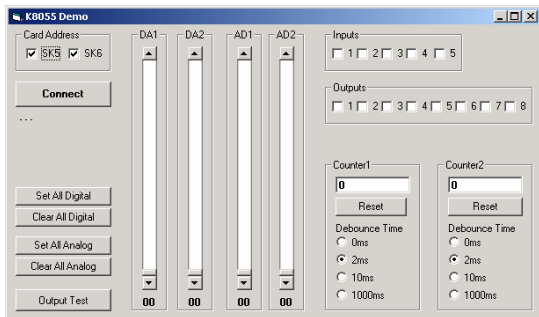 K8055 Demo
Card Address
SK5 SK6
Connect
...
Set All Digital
Clear All Digital
Set All Analog
Clear All Analog
Output Test
DA1 DA2 AD1 AD2
00 00 00 00
Inputs
1 2 3 4 5
Outputs
1 2 3 4 5 6 7 8
Counter1
0
Reset
Debounce Time
0ms
2ms
10ms
1000ms
Counter2
0
Reset
Debounce Time
0ms
2ms
10ms
1000ms